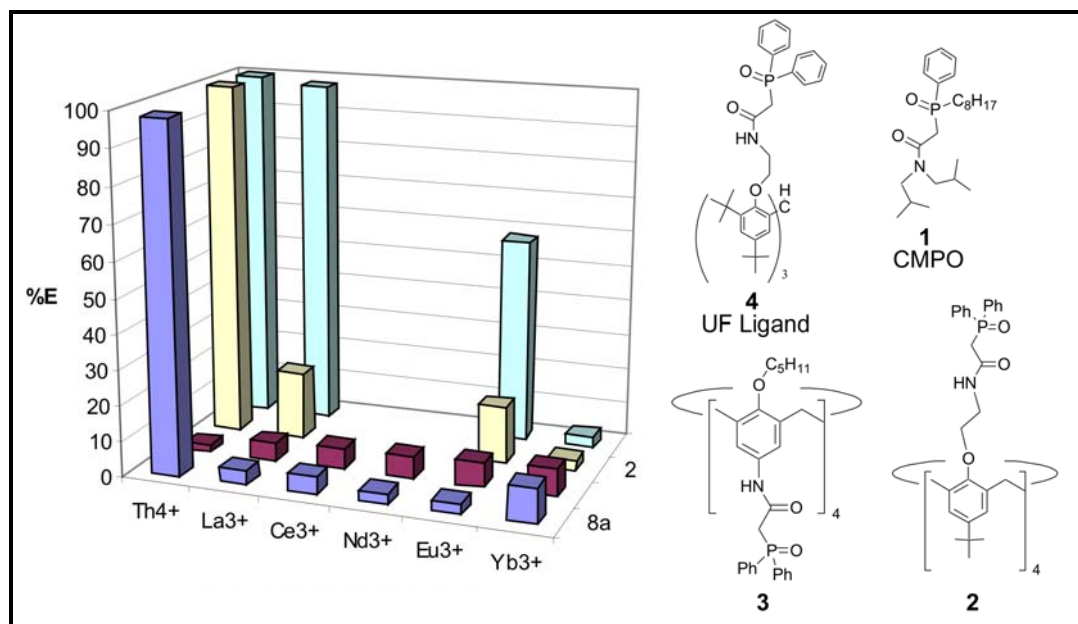 100
90
80
70
60
50
40
30
20
10
0
%E
Th4+
La3+
Ce3+
Nd3+
Eu3+
Yb3+
8a
2
O
P
O
HN
O
H
C
3
4
UF Ligand
O
P
C8H17
O
N
1
CMPO
C5H11
O
HN
O
4
P
O
Ph
Ph
3
Ph
Ph
P
O
O
HN
O
4
2